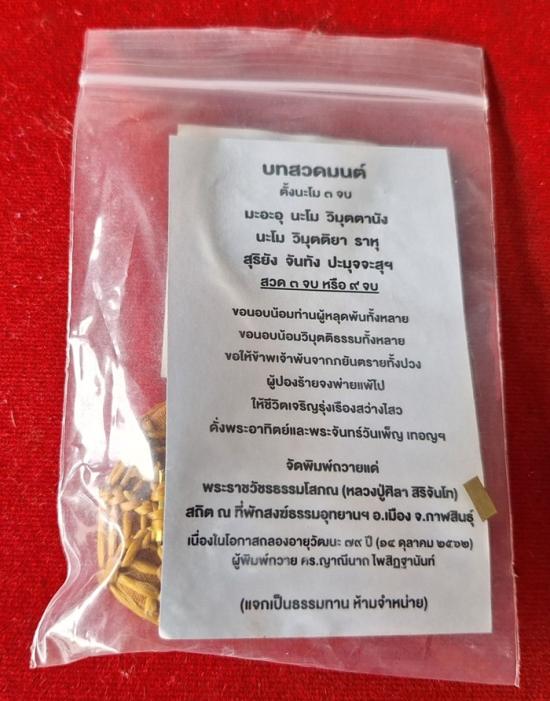 บทสวดมนต์
ตั้งนะโม ๓ จบ
มะอะอุ นะโม วิมุตตานัง
นะโม วิมุตติยา ราหุ
สุริยัง จันทัง ปะมุจจะสุฯ
สวด ๓ จบ หรือ ๙ จบ
ขอนอบน้อมท่านผู้หลุดพ้นทั้งหลาย
ขอนอบน้อมวิมุตติธรรมทั้งหลาย
ขอให้ข้าพเจ้าพ้นจากภยันตรายทั้งปวง
ผู้ปองร้ายจงพ่ายแพ้ไป
ให้ชีวิตเจริญรุ่งเรืองสว่างไสว
ดั่งพระอาทิตย์และพระจันทร์วันเพ็ญ เทอญฯ
จัดพิมพ์ถวายแด่
พระราชวัชรธรรมโสภณ (หลวงปู่ศิลา สิริจันโท)
สถิต ณ ที่พักสงฆ์ธรรมอุทยานฯ อ.เมือง จ.กาฬสินธุ์
เนื่องในโอกาสฉลองอายุวัฒนะ ๗๙ ปี (๑๔ ตุลาคม ๒๕๖๒)
ผู้พิมพ์ถวาย ดร.ญาณีนาถ ไพสิฏฐานันท์
(แจกเป็นธรรมทาน ห้ามจำหน่าย)